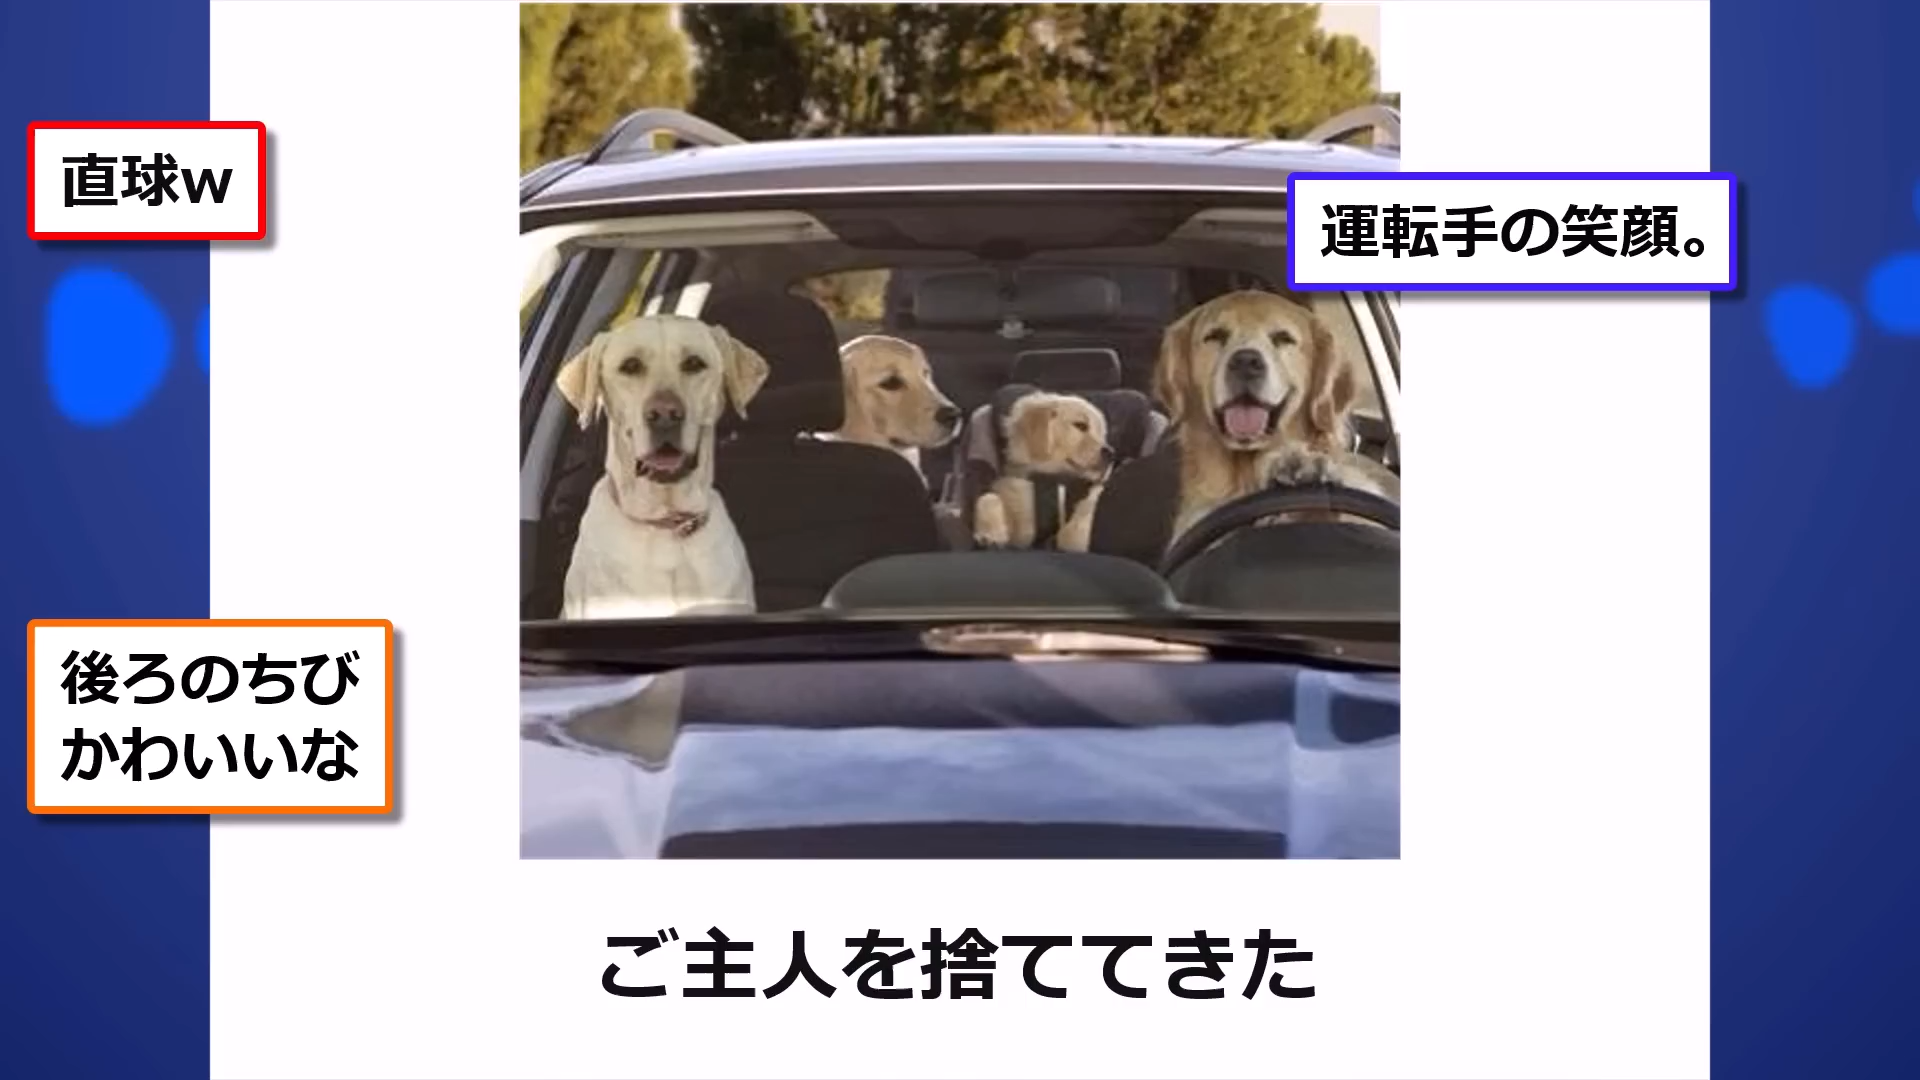 直球w
運転手の笑顔。
後ろのちび
かわいいな
ご主人を捨ててきた